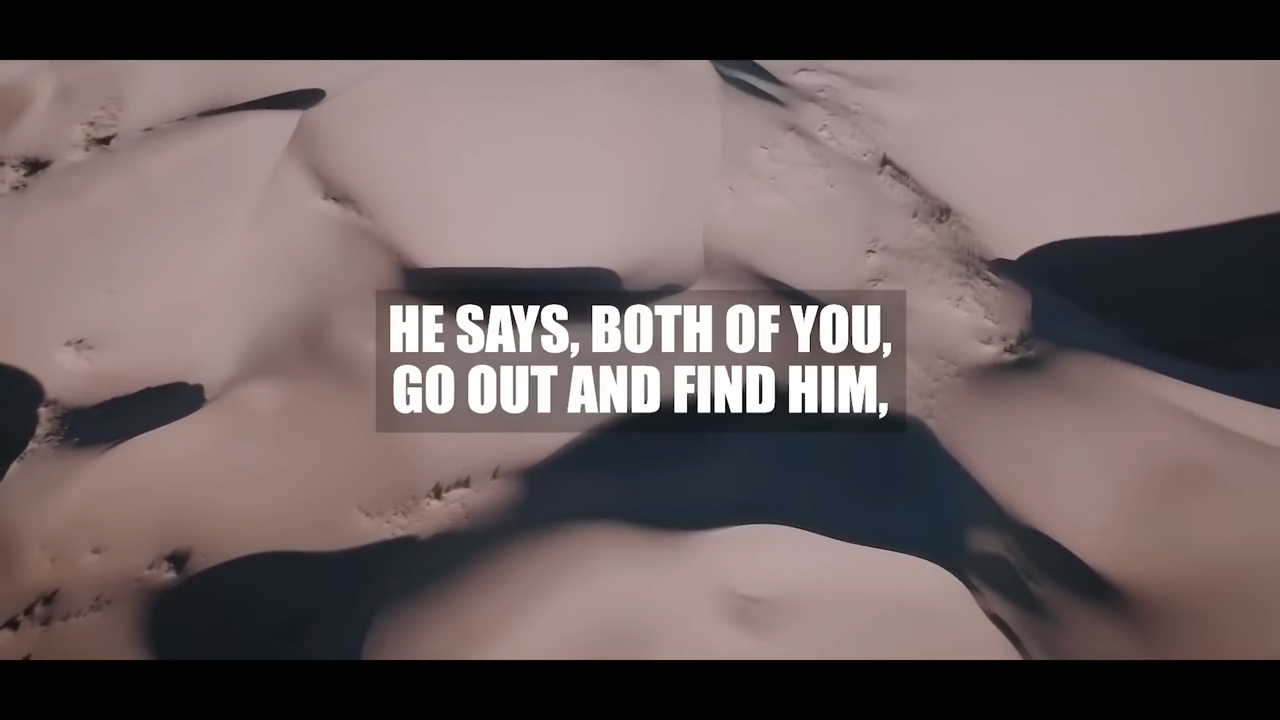 HE SAYS, BOTH OF YOU,
GO OUT AND FIND HIM,